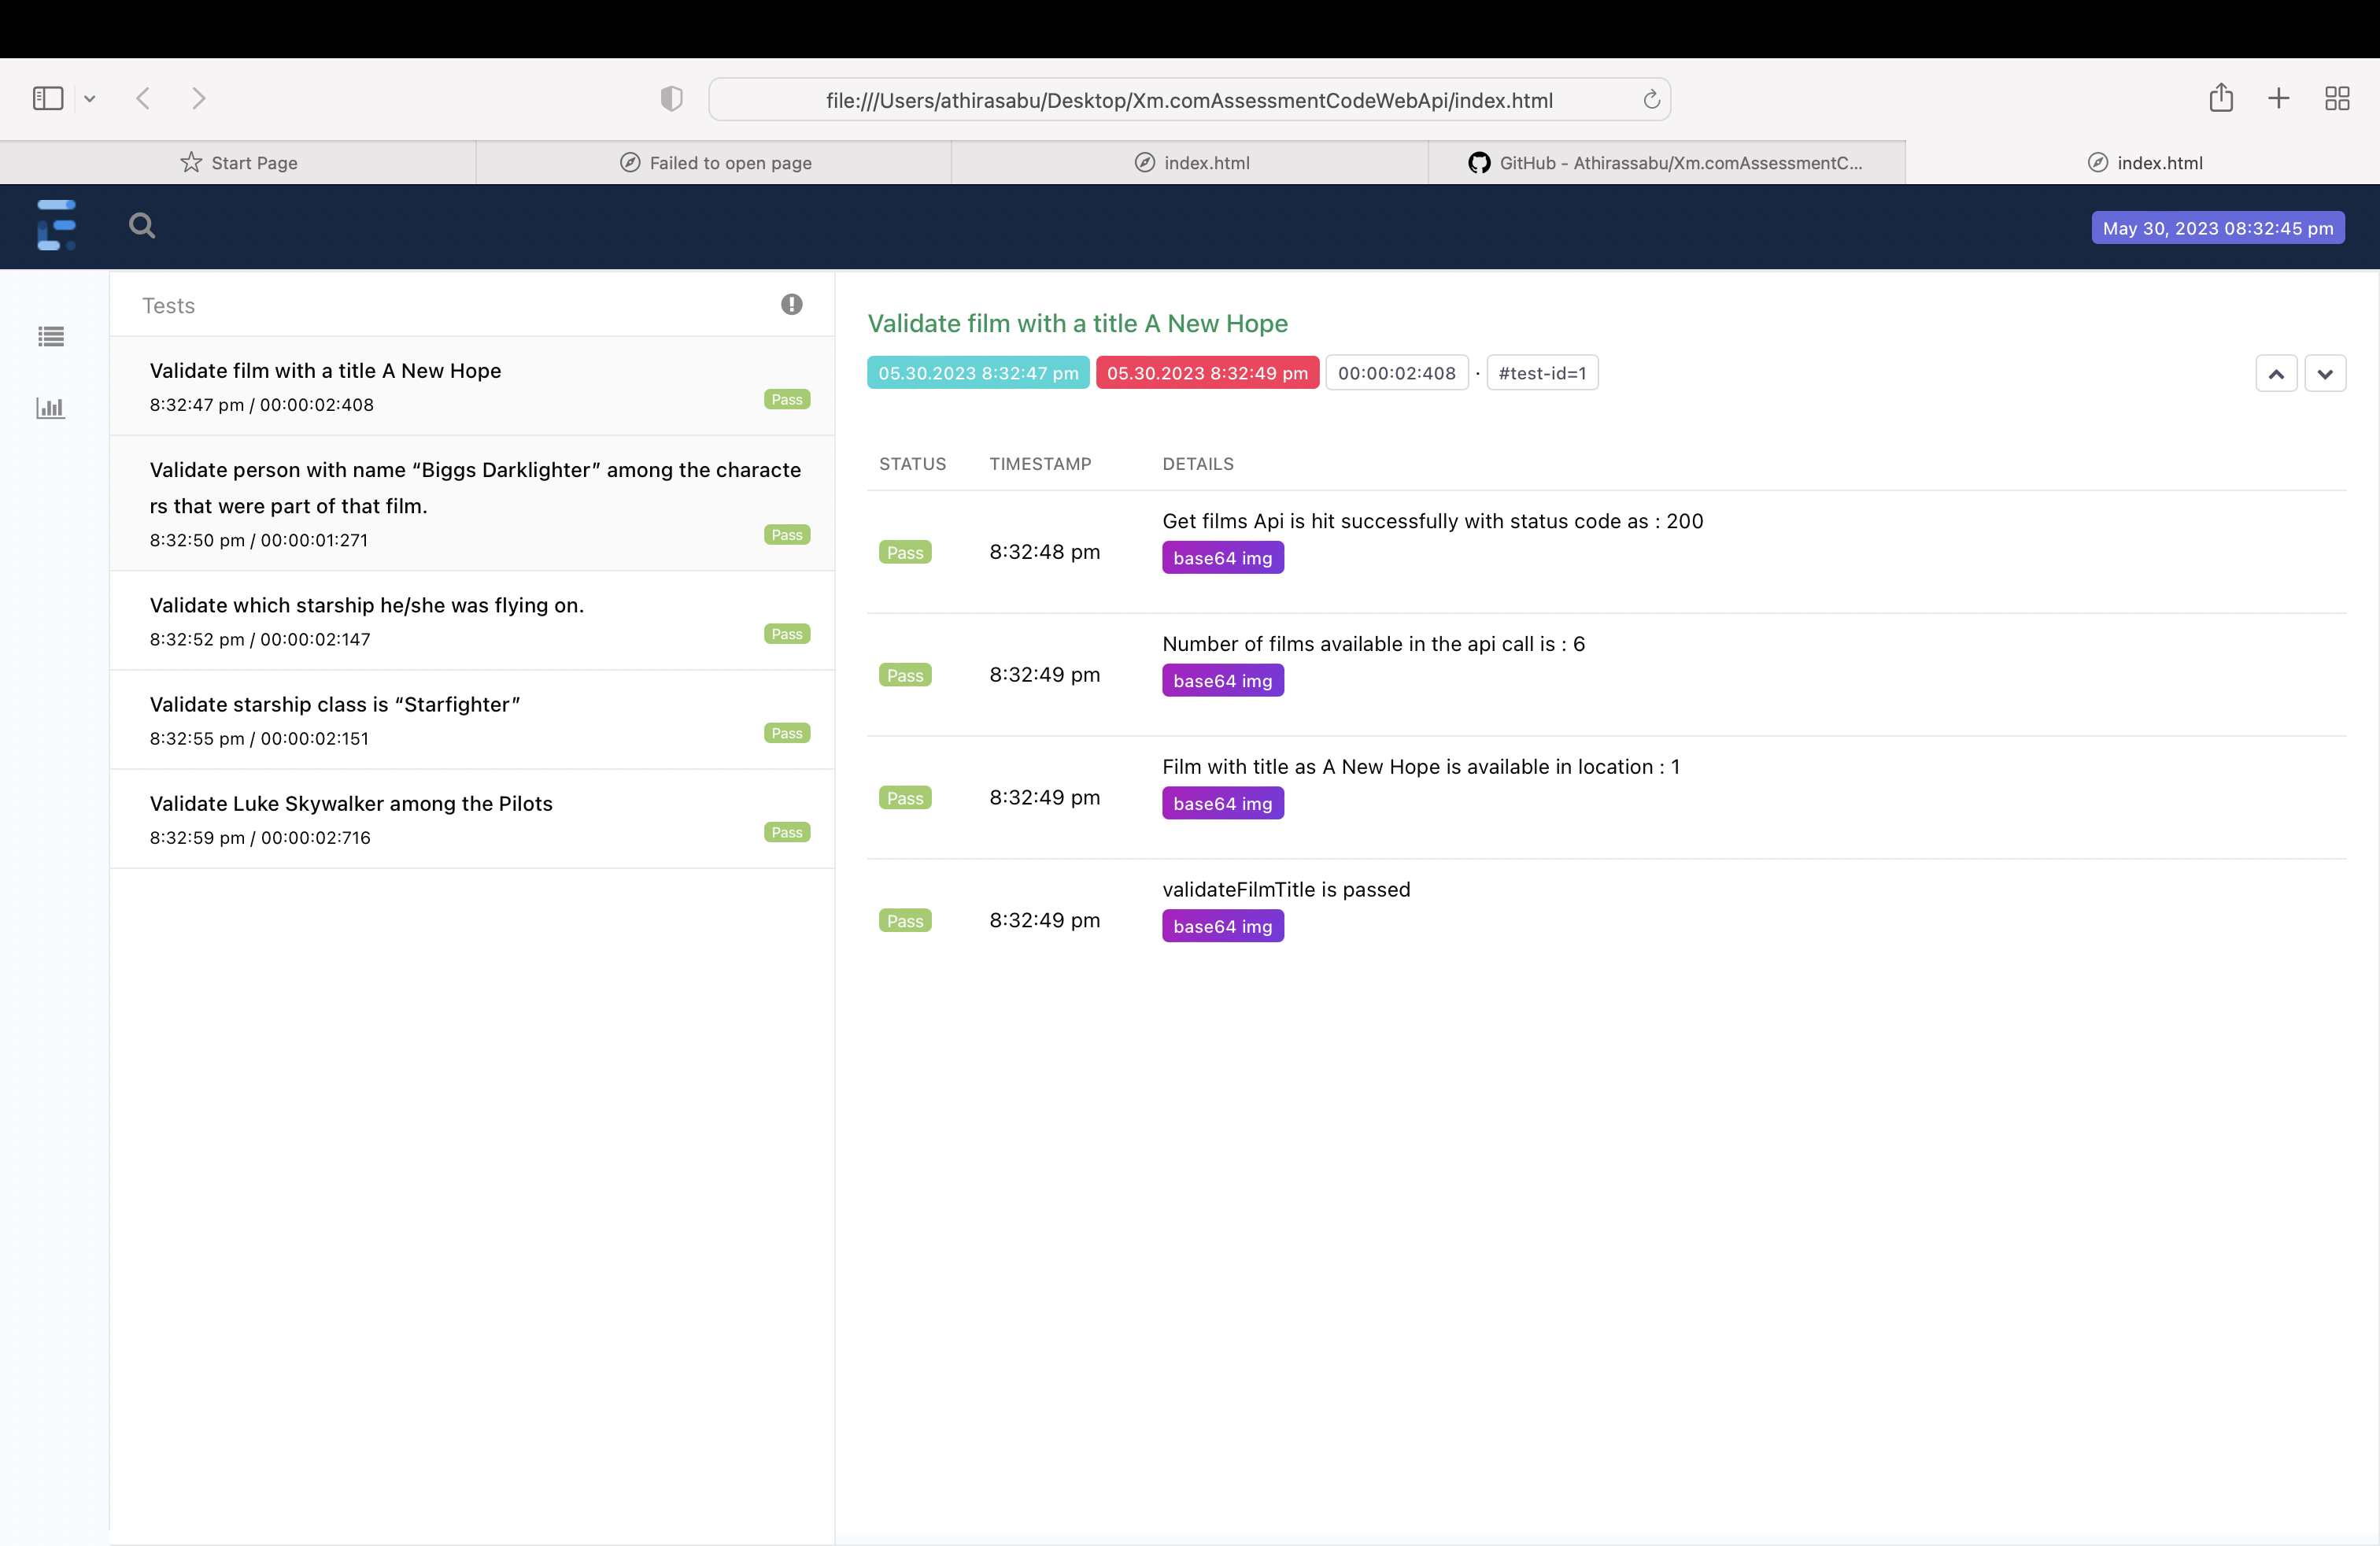 file:///Users/athirasabu/Desktop/Xm.comAssessmentCodeWebApi/index.html
Start Page
Failed to open page
index.html
GitHub - Athirassabu/Xm.comAssessmentC...
index.html
May 30, 2023 08:32:45 pm
Tests
Validate film with a title A New Hope
8:32:47 pm / 00:00:02:408
Pass
Validate person with name “Biggs Darklighter” among the characte
rs that were part of that film.
8:32:50 pm / 00:00:01:271
Pass
Validate which starship he/she was flying on.
8:32:52 pm / 00:00:02:147
Pass
Validate starship class is “Starfighter”
8:32:55 pm / 00:00:02:151
Pass
Validate Luke Skywalker among the Pilots
8:32:59 pm / 00:00:02:716
Pass
Validate film with a title A New Hope
05.30.2023 8:32:47 pm 05.30.2023 8:32:49 pm 00:00:02:408 · #test-id=1
STATUS TIMESTAMP DETAILS
Get films Api is hit successfully with status code as : 200
Pass 8:32:48 pm
base64 img
Number of films available in the api call is : 6
Pass 8:32:49 pm
base64 img
Film with title as A New Hope is available in location : 1
Pass 8:32:49 pm
base64 img
validateFilmTitle is passed
Pass 8:32:49 pm
base64 img